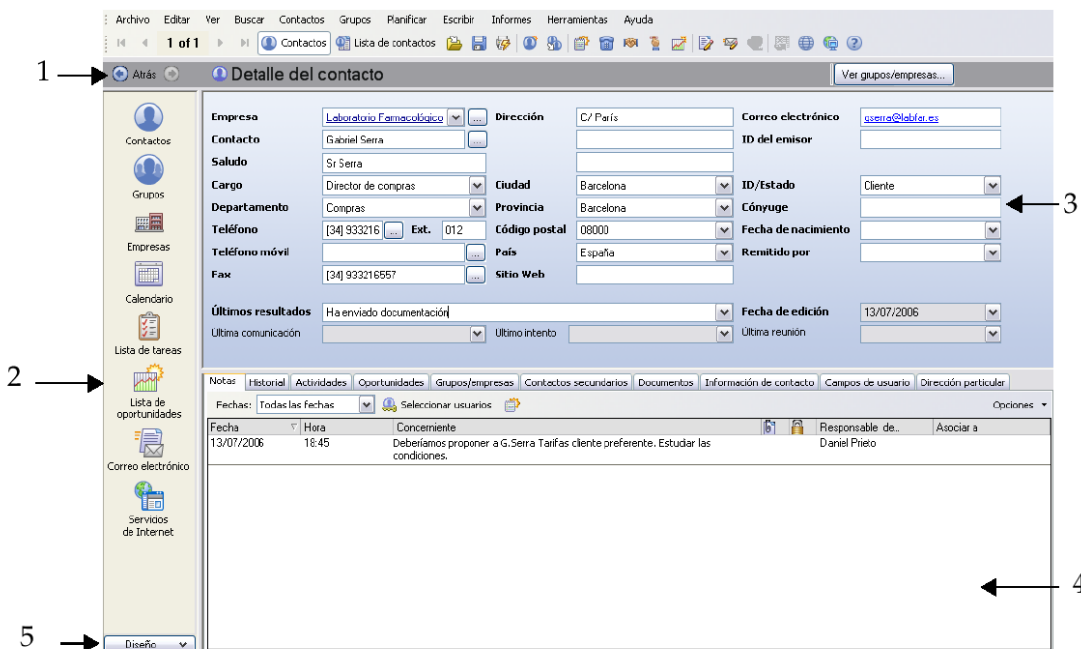 Archivo Editar Ver Buscar Contactos Grupos Planificar Escribir Informes Herramientas Ayuda
1 of 1 Contactos Lista de contactos
1 Atrás Detalle del contacto Ver grupos/empresas...
Contactos
Grupos
Empresas
Calendario
Lista de tareas
2
Lista de
oportunidades
Correo electrónico
Servicios
de Internet
5 Diseño
Empresa Laboratorio Farmacológico ... Dirección C/ París Correo electrónico gserra@labfar.es
Contacto Gabriel Serra ... ID del emisor
Saludo Sr Serra
Cargo Director de compras Ciudad Barcelona ID/Estado Cliente
Departamento Compras Provincia Barcelona Cónyuge 3
Teléfono [34] 933216 ... Ext. 012 Código postal 08000 Fecha de nacimiento
Teléfono móvil ... País España Remitido por
Fax [34] 933216557 ... Sitio Web
Últimos resultados Ha enviado documentación Fecha de edición 13/07/2006
Ultima comunicación Ultimo intento Última reunión
Notas Historial Actividades Oportunidades Grupos/empresas Contactos secundarios Documentos Información de contacto Campos de usuario Dirección particular
Fechas: Todas las fechas Seleccionar usuarios Opciones
Fecha Hora Concerniente Responsable de.. Asociar a
13/07/2006 18:45 Deberíamos proponer a G.Serra Tarifas cliente preferente. Estudiar las Daniel Prieto
condiciones.
4